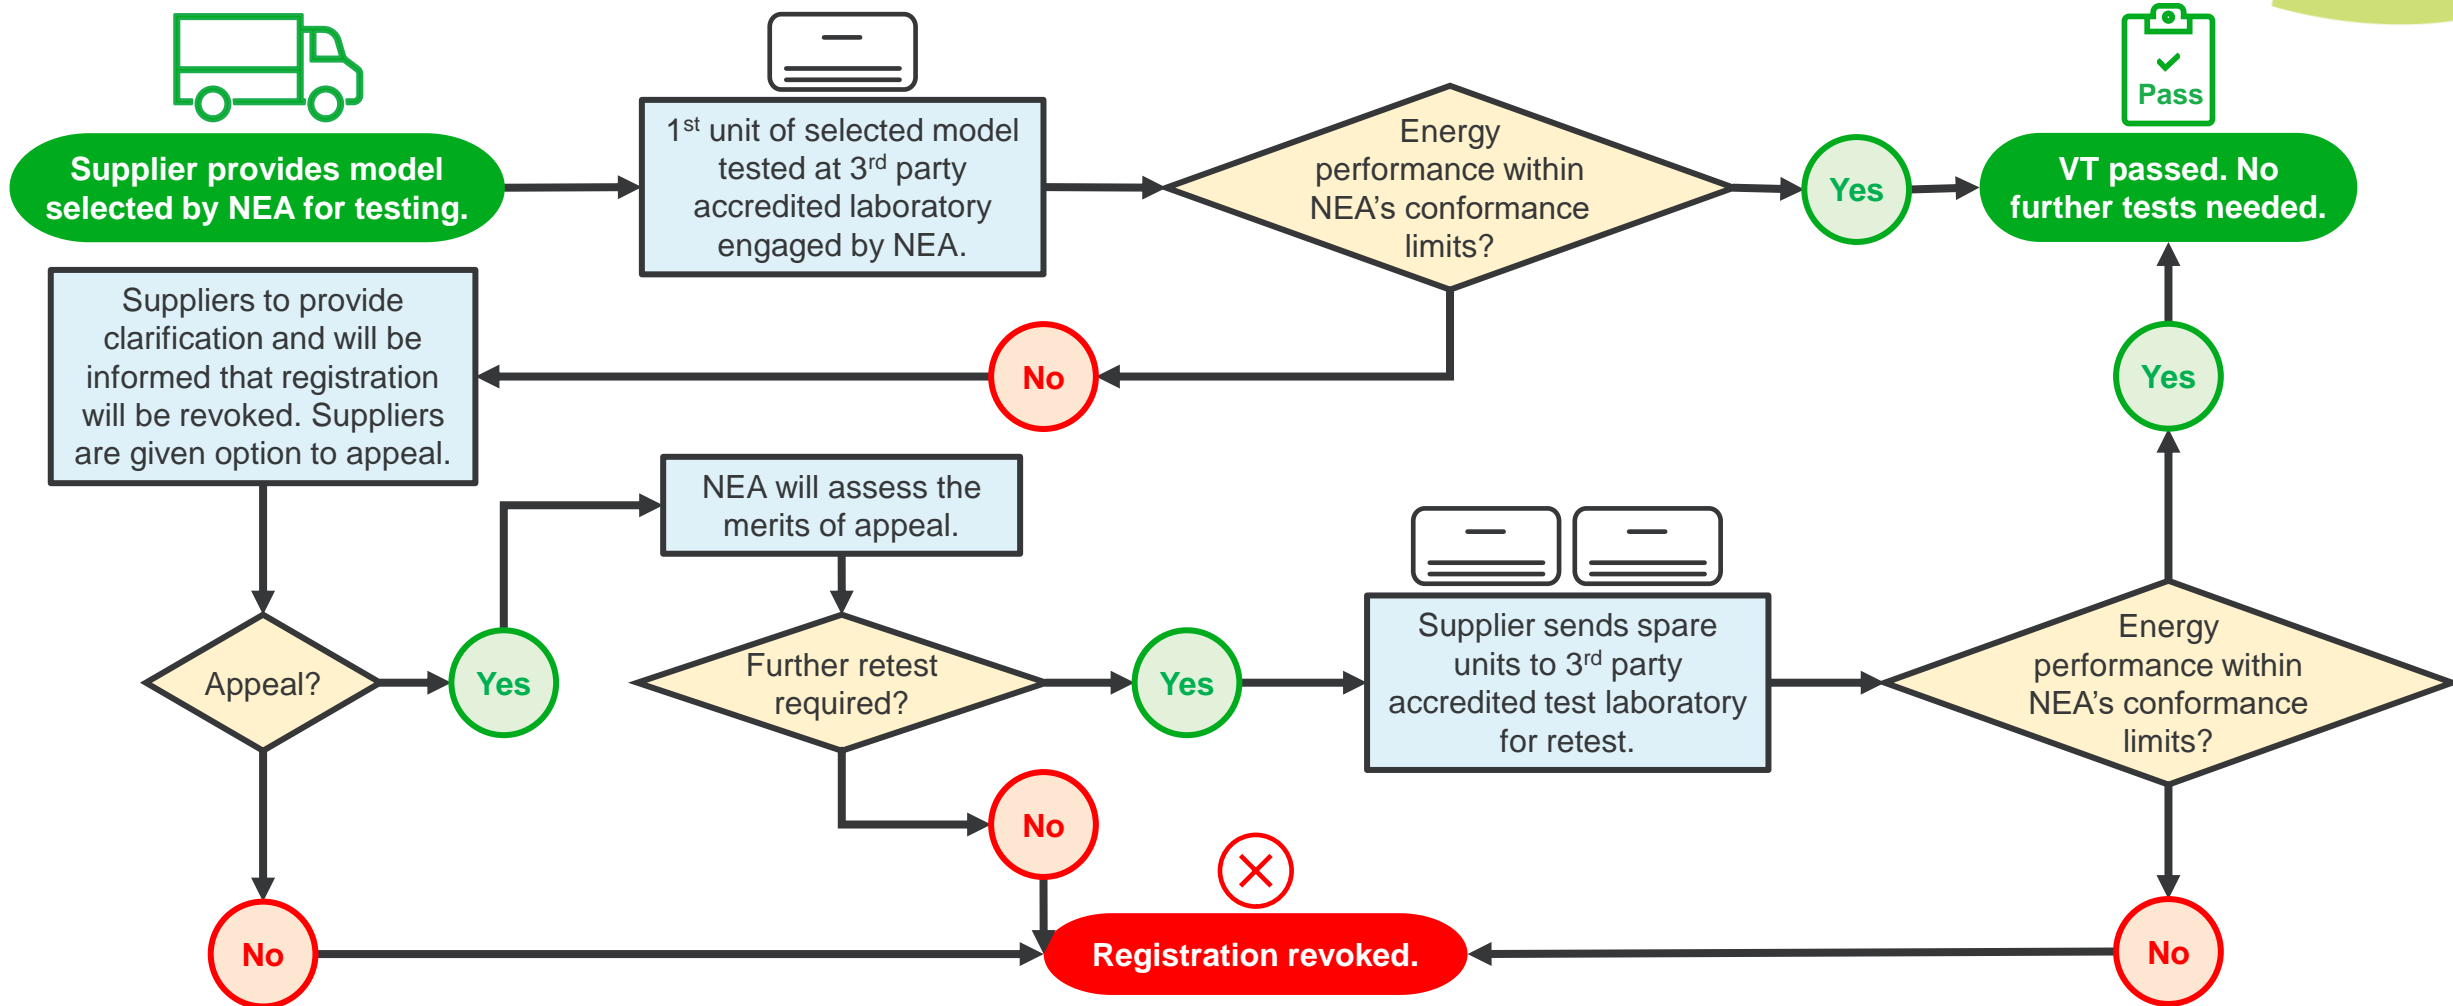 Pass
Supplier provides model
selected by NEA for testing.
1st unit of selected model
tested at 3rd party
accredited laboratory
engaged by NEA.
Energy
performance within
NEA’s conformance
limits?
Yes
VT passed. No
further tests needed.
Suppliers to provide
clarification and will be
informed that registration
will be revoked. Suppliers
are given option to appeal.
No
Yes
NEA will assess the
merits of appeal.
Appeal?
Yes
Further retest
required?
Yes
Supplier sends spare
units to 3rd party
accredited test laboratory
for retest.
Energy
performance within
NEA’s conformance
limits?
No
No
Registration revoked.
No